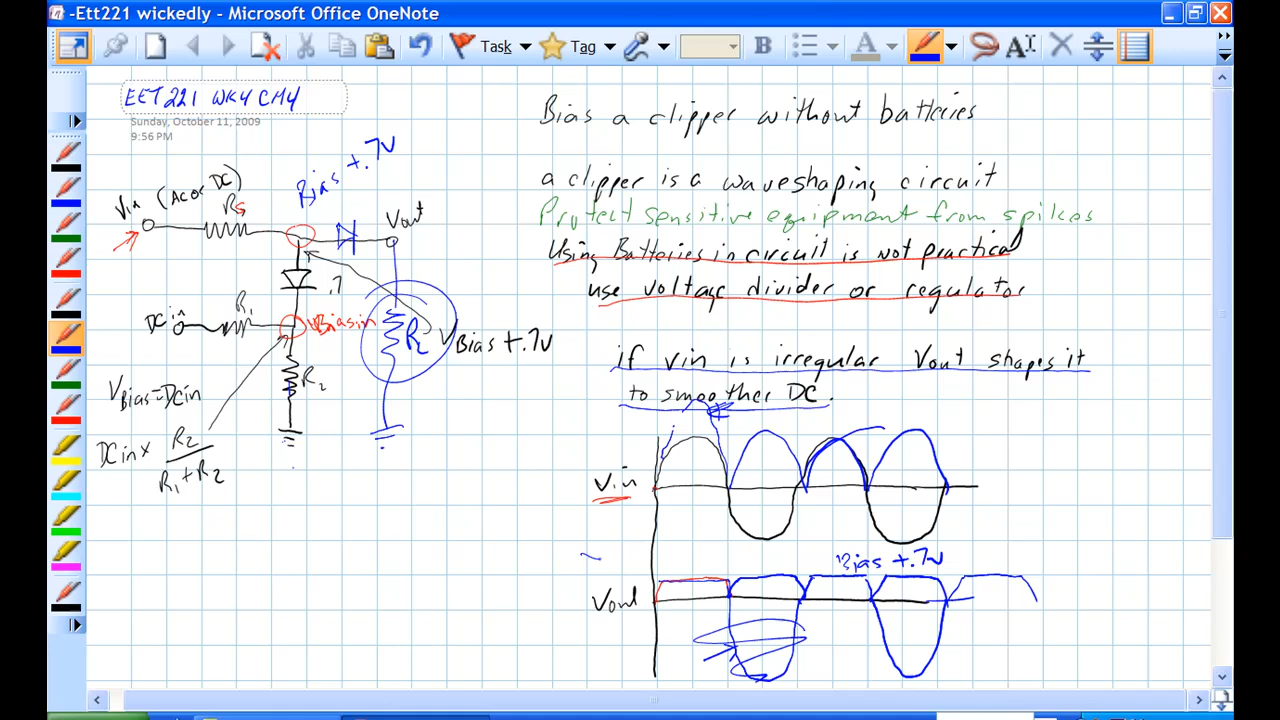 -Ett221 wickedly - Microsoft Office OneNote
Task
Tag
B
A
A
EET221 WK4 CH4
Sunday, October 11, 2009
9:56 PM
Bias a clipper without batteries
a clipper is a waveshaping circuit
Protect sensitive equipment from spikes
Using Batteries in circuit is not practical
use voltage divider or regulator
if vin is irregular Vout shapes it
to smoother DC.
Vin (AC or DC)
Rs
Bias +.7V
Vout
.7
DC in
R1
VBiasin
RL
VBias +.7V
R2
VBias=DCin
DCin x R2
R1+R2
Vin
Bias +.7V
Vout